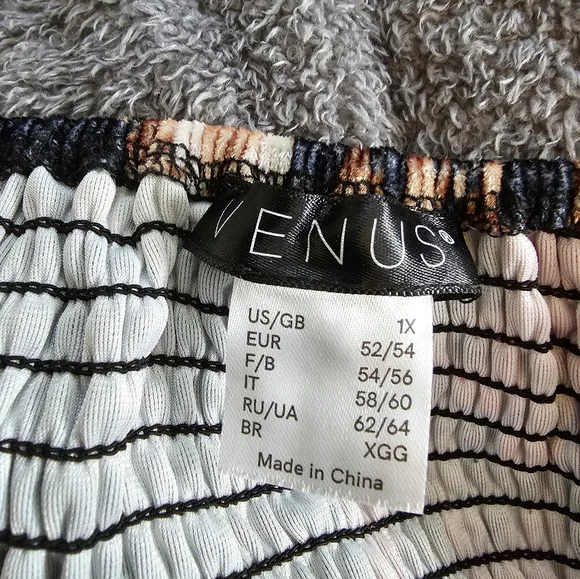 VENUS®
US/GB 1X
EUR 52/54
F/B 54/56
IT 58/60
RU/UA 62/64
BR XGG
Made in China